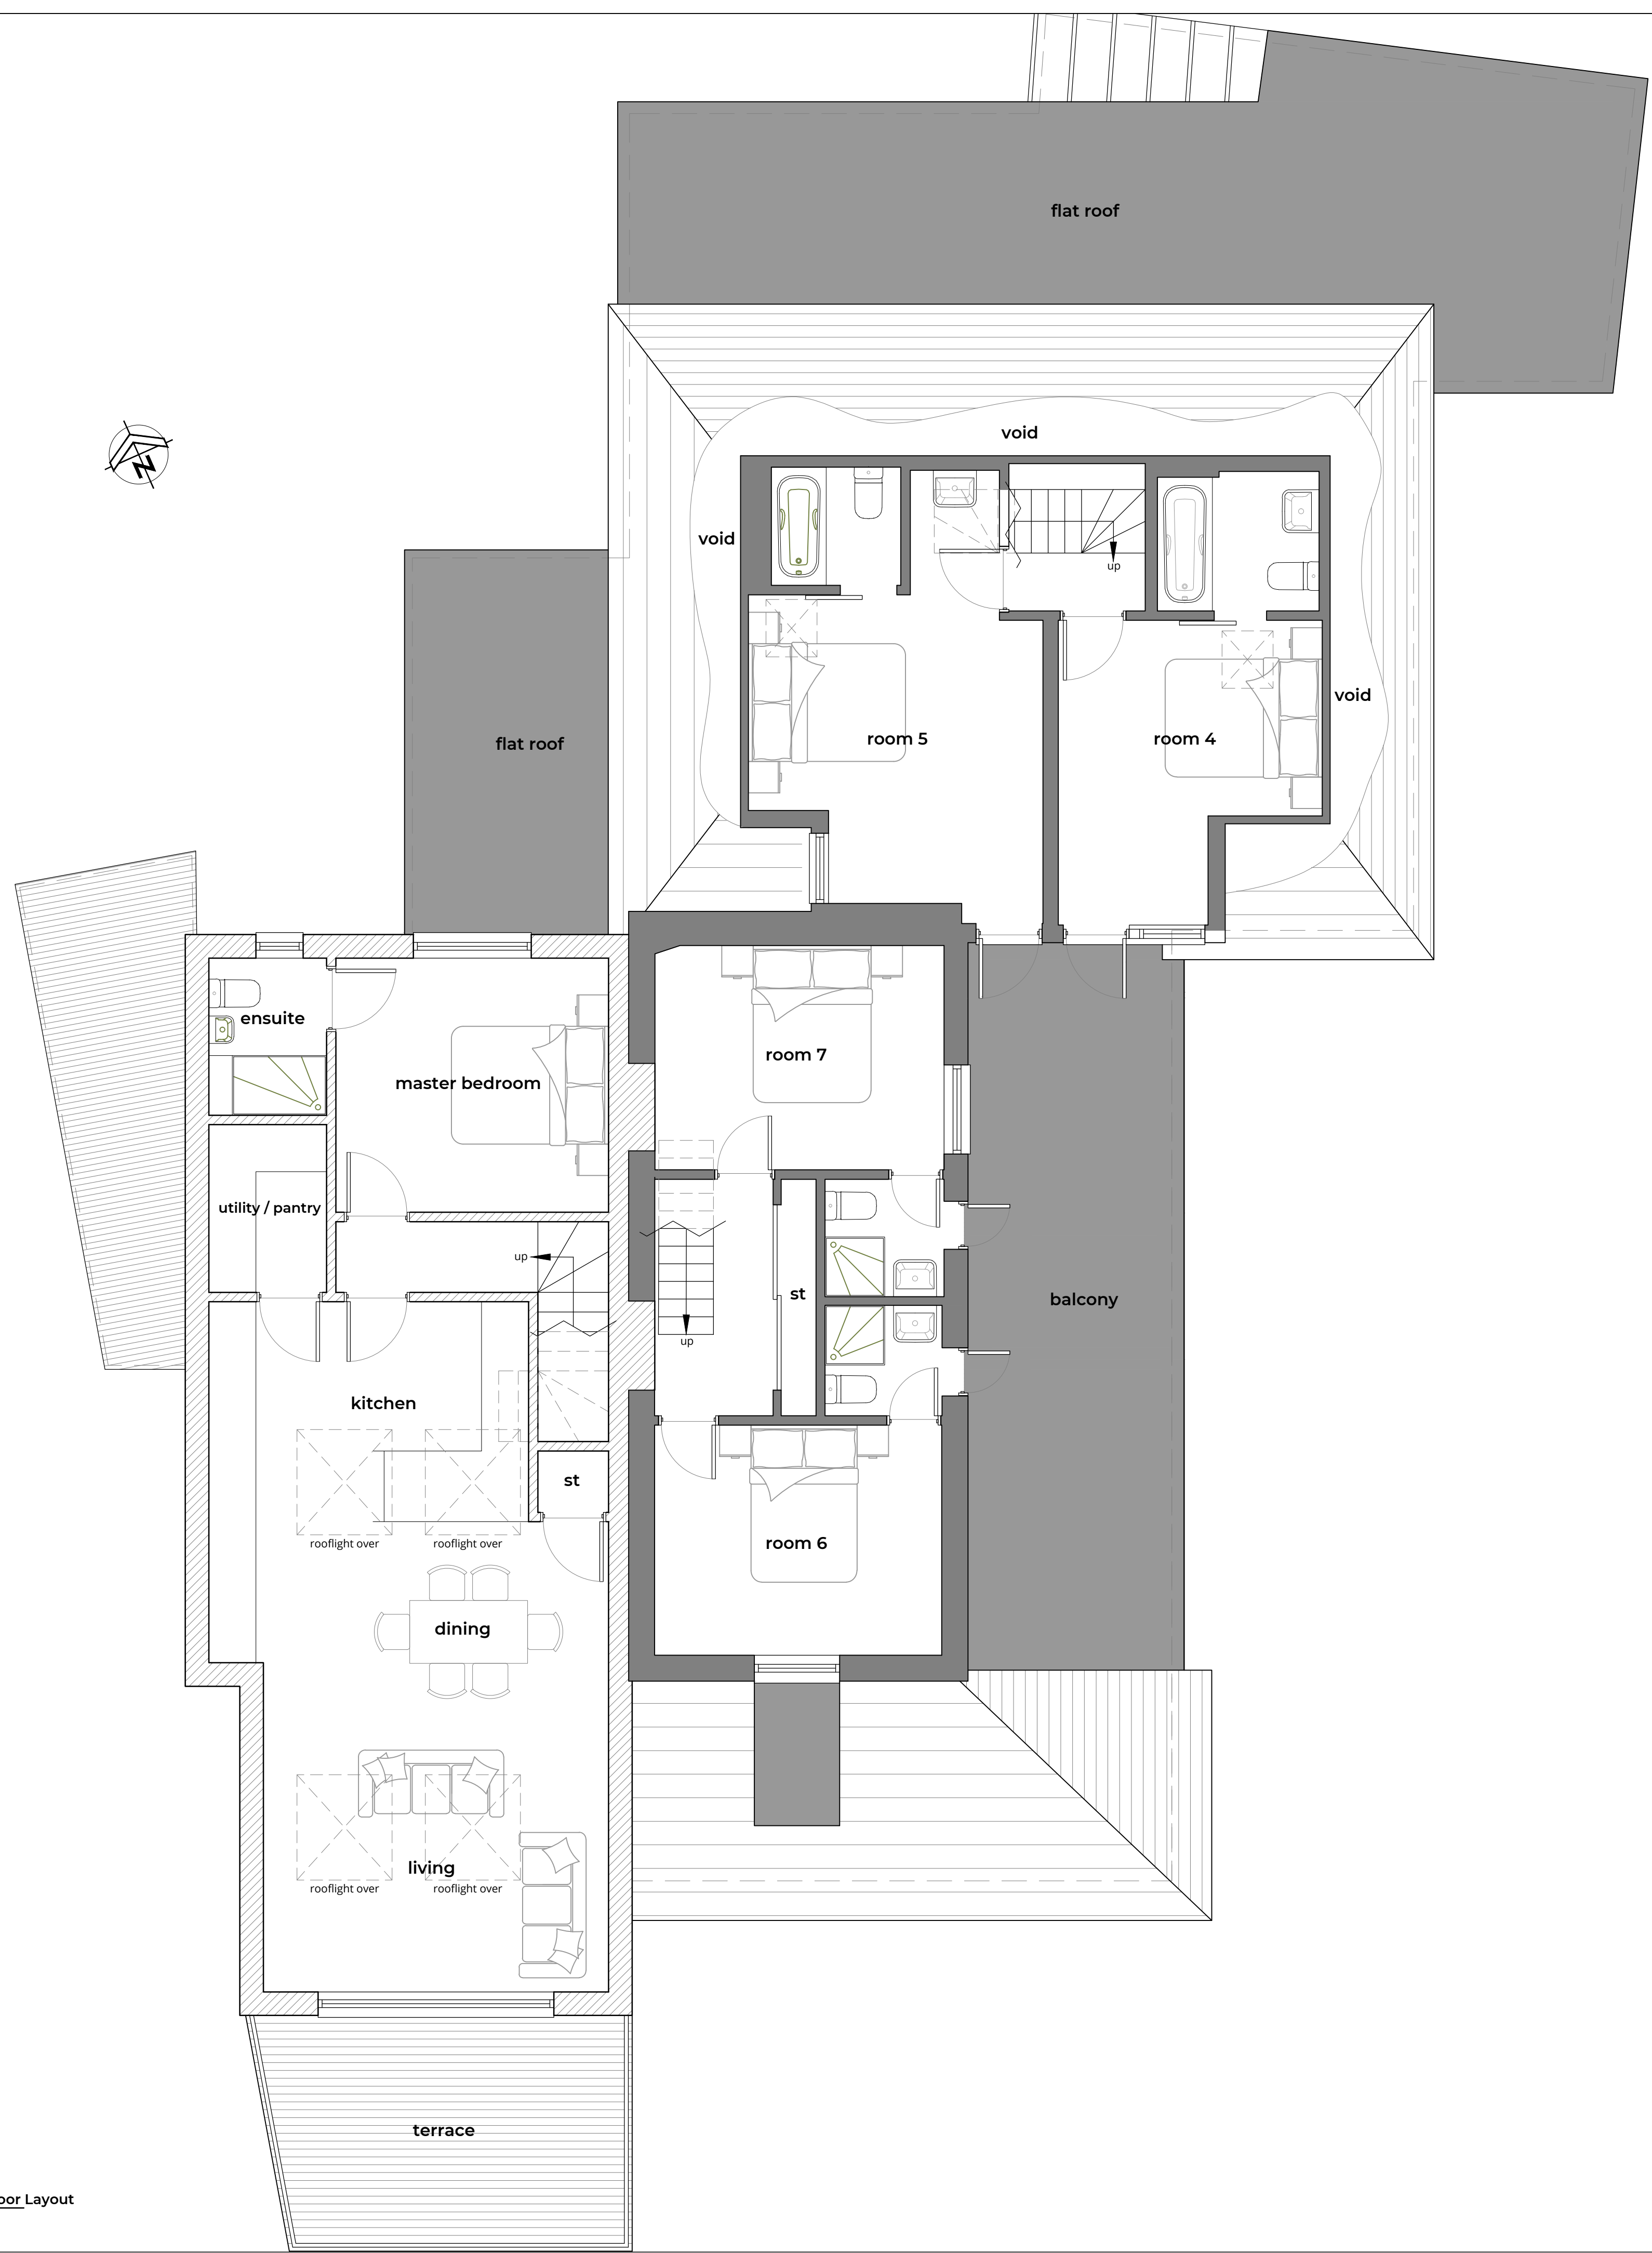 flat roof
void
void
up
void
room 5
room 4
flat roof
N
ensuite
room 7
master bedroom
utility / pantry
up
st
balcony
up
kitchen
st
rooflight over
rooflight over
room 6
dining
living
rooflight over
rooflight over
terrace
Layout